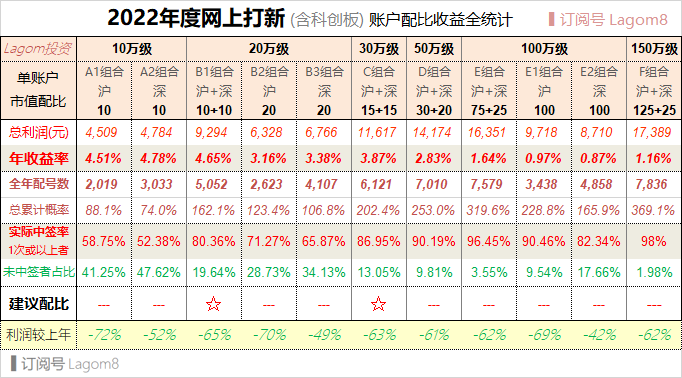 2022年度网上打新 (含科创板) 账户配比收益全统计 ▍订阅号 Lagom8
Lagom投资 10万级 20万级 30万级 50万级 100万级 150万级
单账户 A1组合 A2组合 B1组合 B2组合 B3组合 C组合 D组合 E组合 E1组合 E2组合 F组合
市值配比 沪 深 沪+深 沪 深 沪+深 沪+深 沪+深 沪 深 沪+深
10 10 10+10 20 20 15+15 30+20 75+25 100 100 125+25
总利润(元) 4,509 4,784 9,294 6,328 6,766 11,617 14,174 16,351 9,718 8,710 17,389
年收益率 4.51% 4.78% 4.65% 3.16% 3.38% 3.87% 2.83% 1.64% 0.97% 0.87% 1.16%
全年配号数 2,019 3,033 5,052 2,623 4,107 6,121 7,010 7,579 3,438 4,858 7,836
总累计概率 88.1% 74.0% 162.1% 123.4% 106.8% 202.4% 253.0% 319.6% 228.8% 165.9% 369.1%
实际中签率 58.75% 52.38% 80.36% 71.27% 65.87% 86.95% 90.19% 96.45% 90.46% 82.34% 98%
1次或以上者
未中签者占比 41.25% 47.62% 19.64% 28.73% 34.13% 13.05% 9.81% 3.55% 9.54% 17.66% 1.98%
建议配比 --- --- ☆ --- --- ☆ --- --- --- --- ---
利润较上年 -72% -52% -65% -70% -49% -63% -61% -62% -69% -42% -62%
▍订阅号 Lagom8